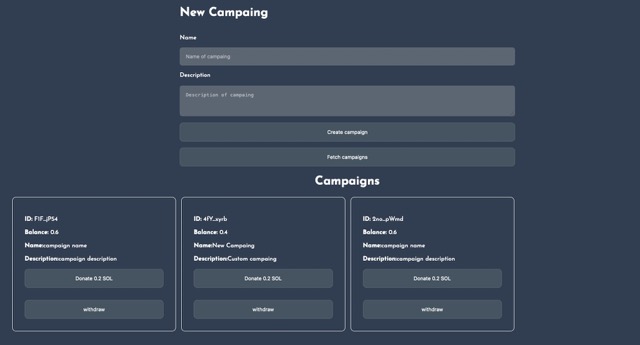 New Campaing
Name
Name of campaing
Description
Description of campaing
Create campaign
Fetch campaigns
Campaigns
ID: F1F...jP54
Balance: 0.6
Name:campaign name
Description:campaign description
Donate 0.2 SOL
withdraw
ID: 4fY...xyrb
Balance: 0.4
Name:New Campaing
Description:Custom campaing
Donate 0.2 SOL
withdraw
ID: 2no...pWmd
Balance: 0.6
Name:campaign name
Description:campaign description
Donate 0.2 SOL
withdraw